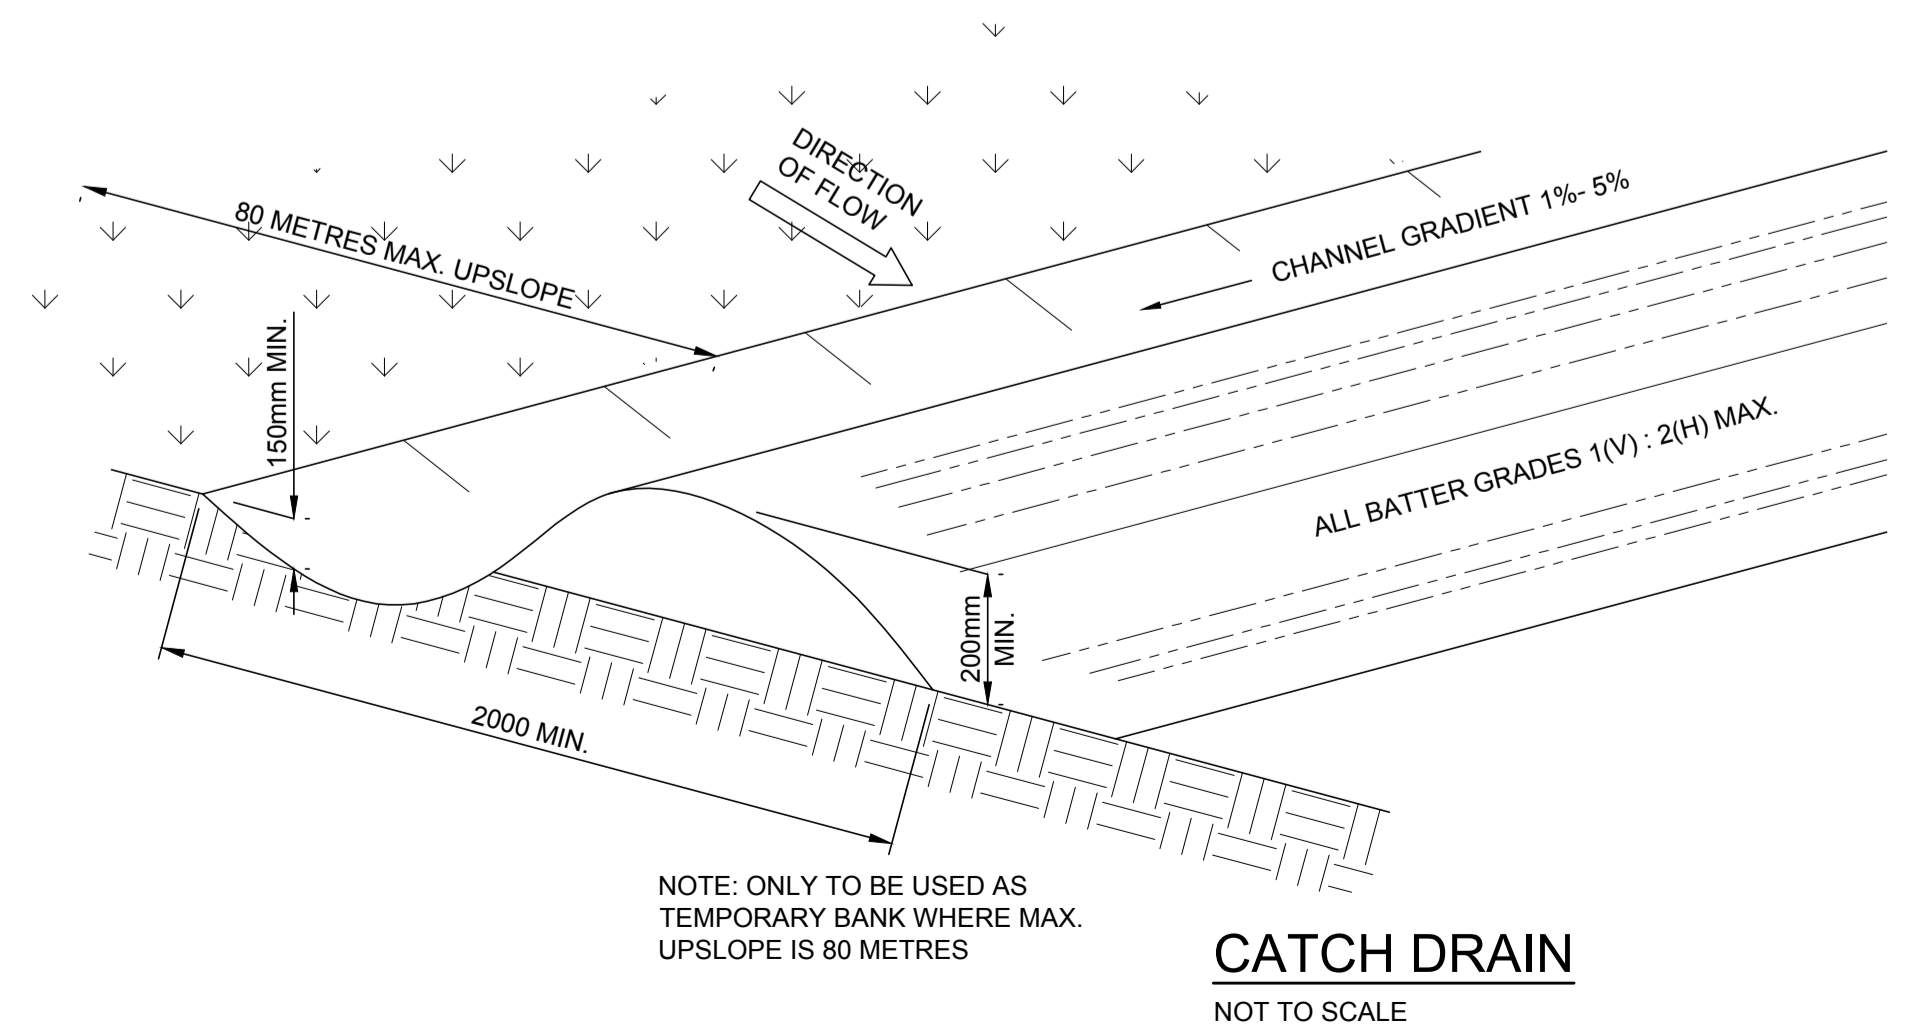 DIRECTION
OF FLOW
80 METRES MAX. UPSLOPE
CHANNEL GRADIENT 1%- 5%
150mm MIN.
ALL BATTER GRADES 1(V) : 2(H) MAX.
200mm
MIN.
2000 MIN.
NOTE: ONLY TO BE USED AS
TEMPORARY BANK WHERE MAX.
UPSLOPE IS 80 METRES
CATCH DRAIN
NOT TO SCALE